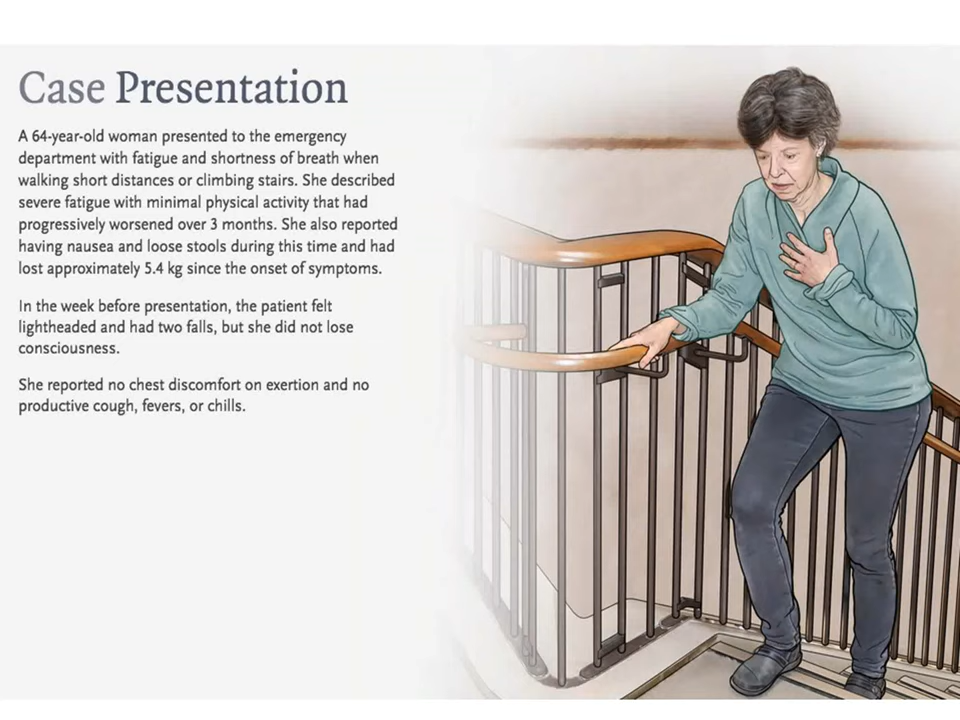 Case Presentation
A 64-year-old woman presented to the emergency
department with fatigue and shortness of breath when
walking short distances or climbing stairs. She described
severe fatigue with minimal physical activity that had
progressively worsened over 3 months. She also reported
having nausea and loose stools during this time and had
lost approximately 5.4 kg since the onset of symptoms.
In the week before presentation, the patient felt
lightheaded and had two falls, but she did not lose
consciousness.
She reported no chest discomfort on exertion and no
productive cough, fevers, or chills.